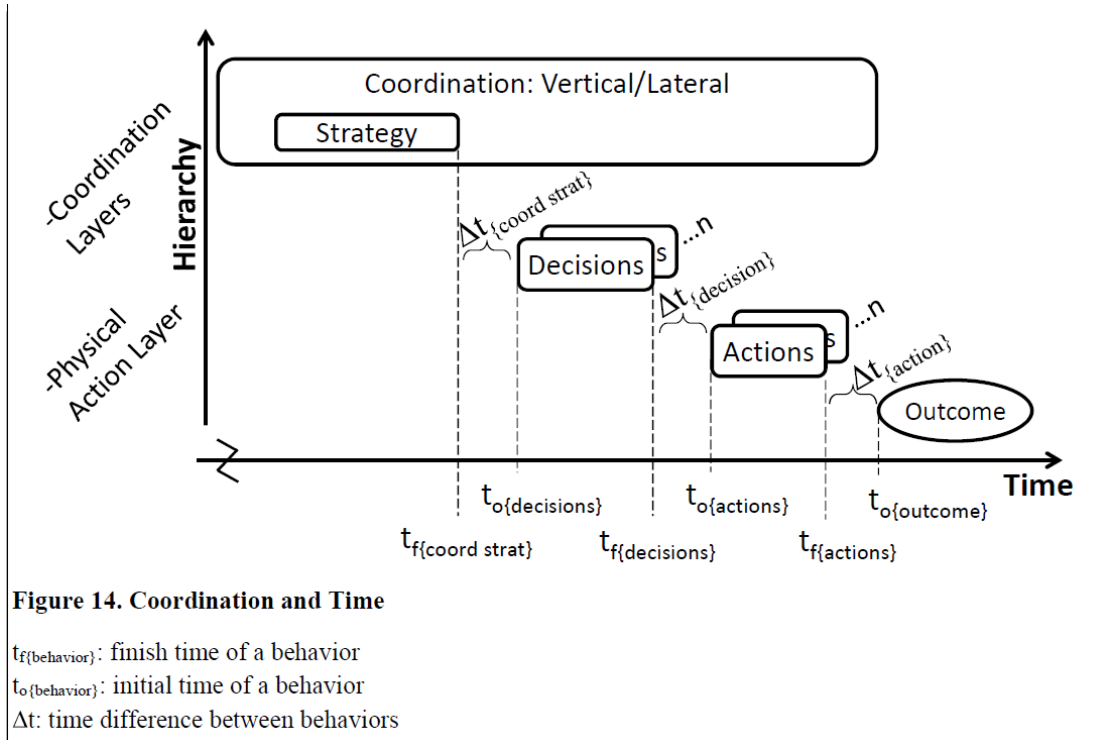 Coordination: Vertical/Lateral
Strategy
-Coordination
Layers
Hierarchy
Δt{coord strat}
...n
s
Decisions
Δt{decision}
...n
-Physical
Action Layer
s
Actions
Δt{action}
Outcome
Time
to{decisions}
to{actions}
to{outcome}
tf{coord strat}
tf{decisions}
tf{actions}
Figure 14. Coordination and Time
tf{behavior}: finish time of a behavior
to{behavior}: initial time of a behavior
Δt: time difference between behaviors